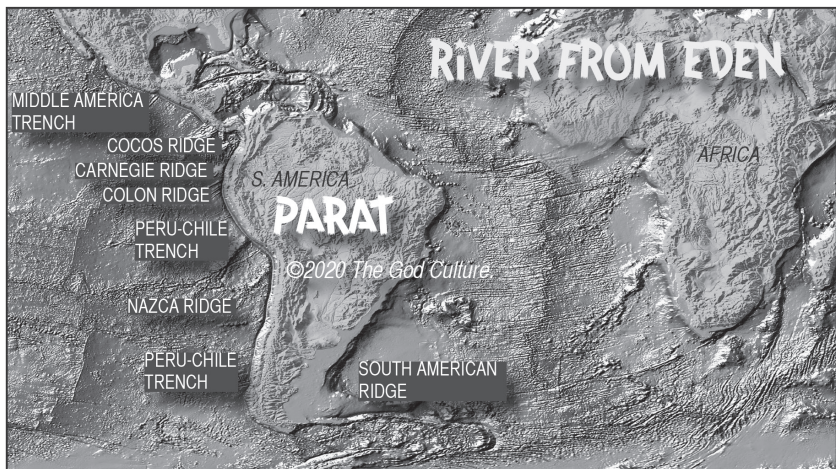 RIVER FROM EDEN
MIDDLE AMERICA
TRENCH
COCOS RIDGE
CARNEGIE RIDGE
COLON RIDGE
S. AMERICA
AFRICA
PARAT
PERU-CHILE
TRENCH
©2020 The God Culture.
NAZCA RIDGE
PERU-CHILE
TRENCH
SOUTH AMERICAN
RIDGE